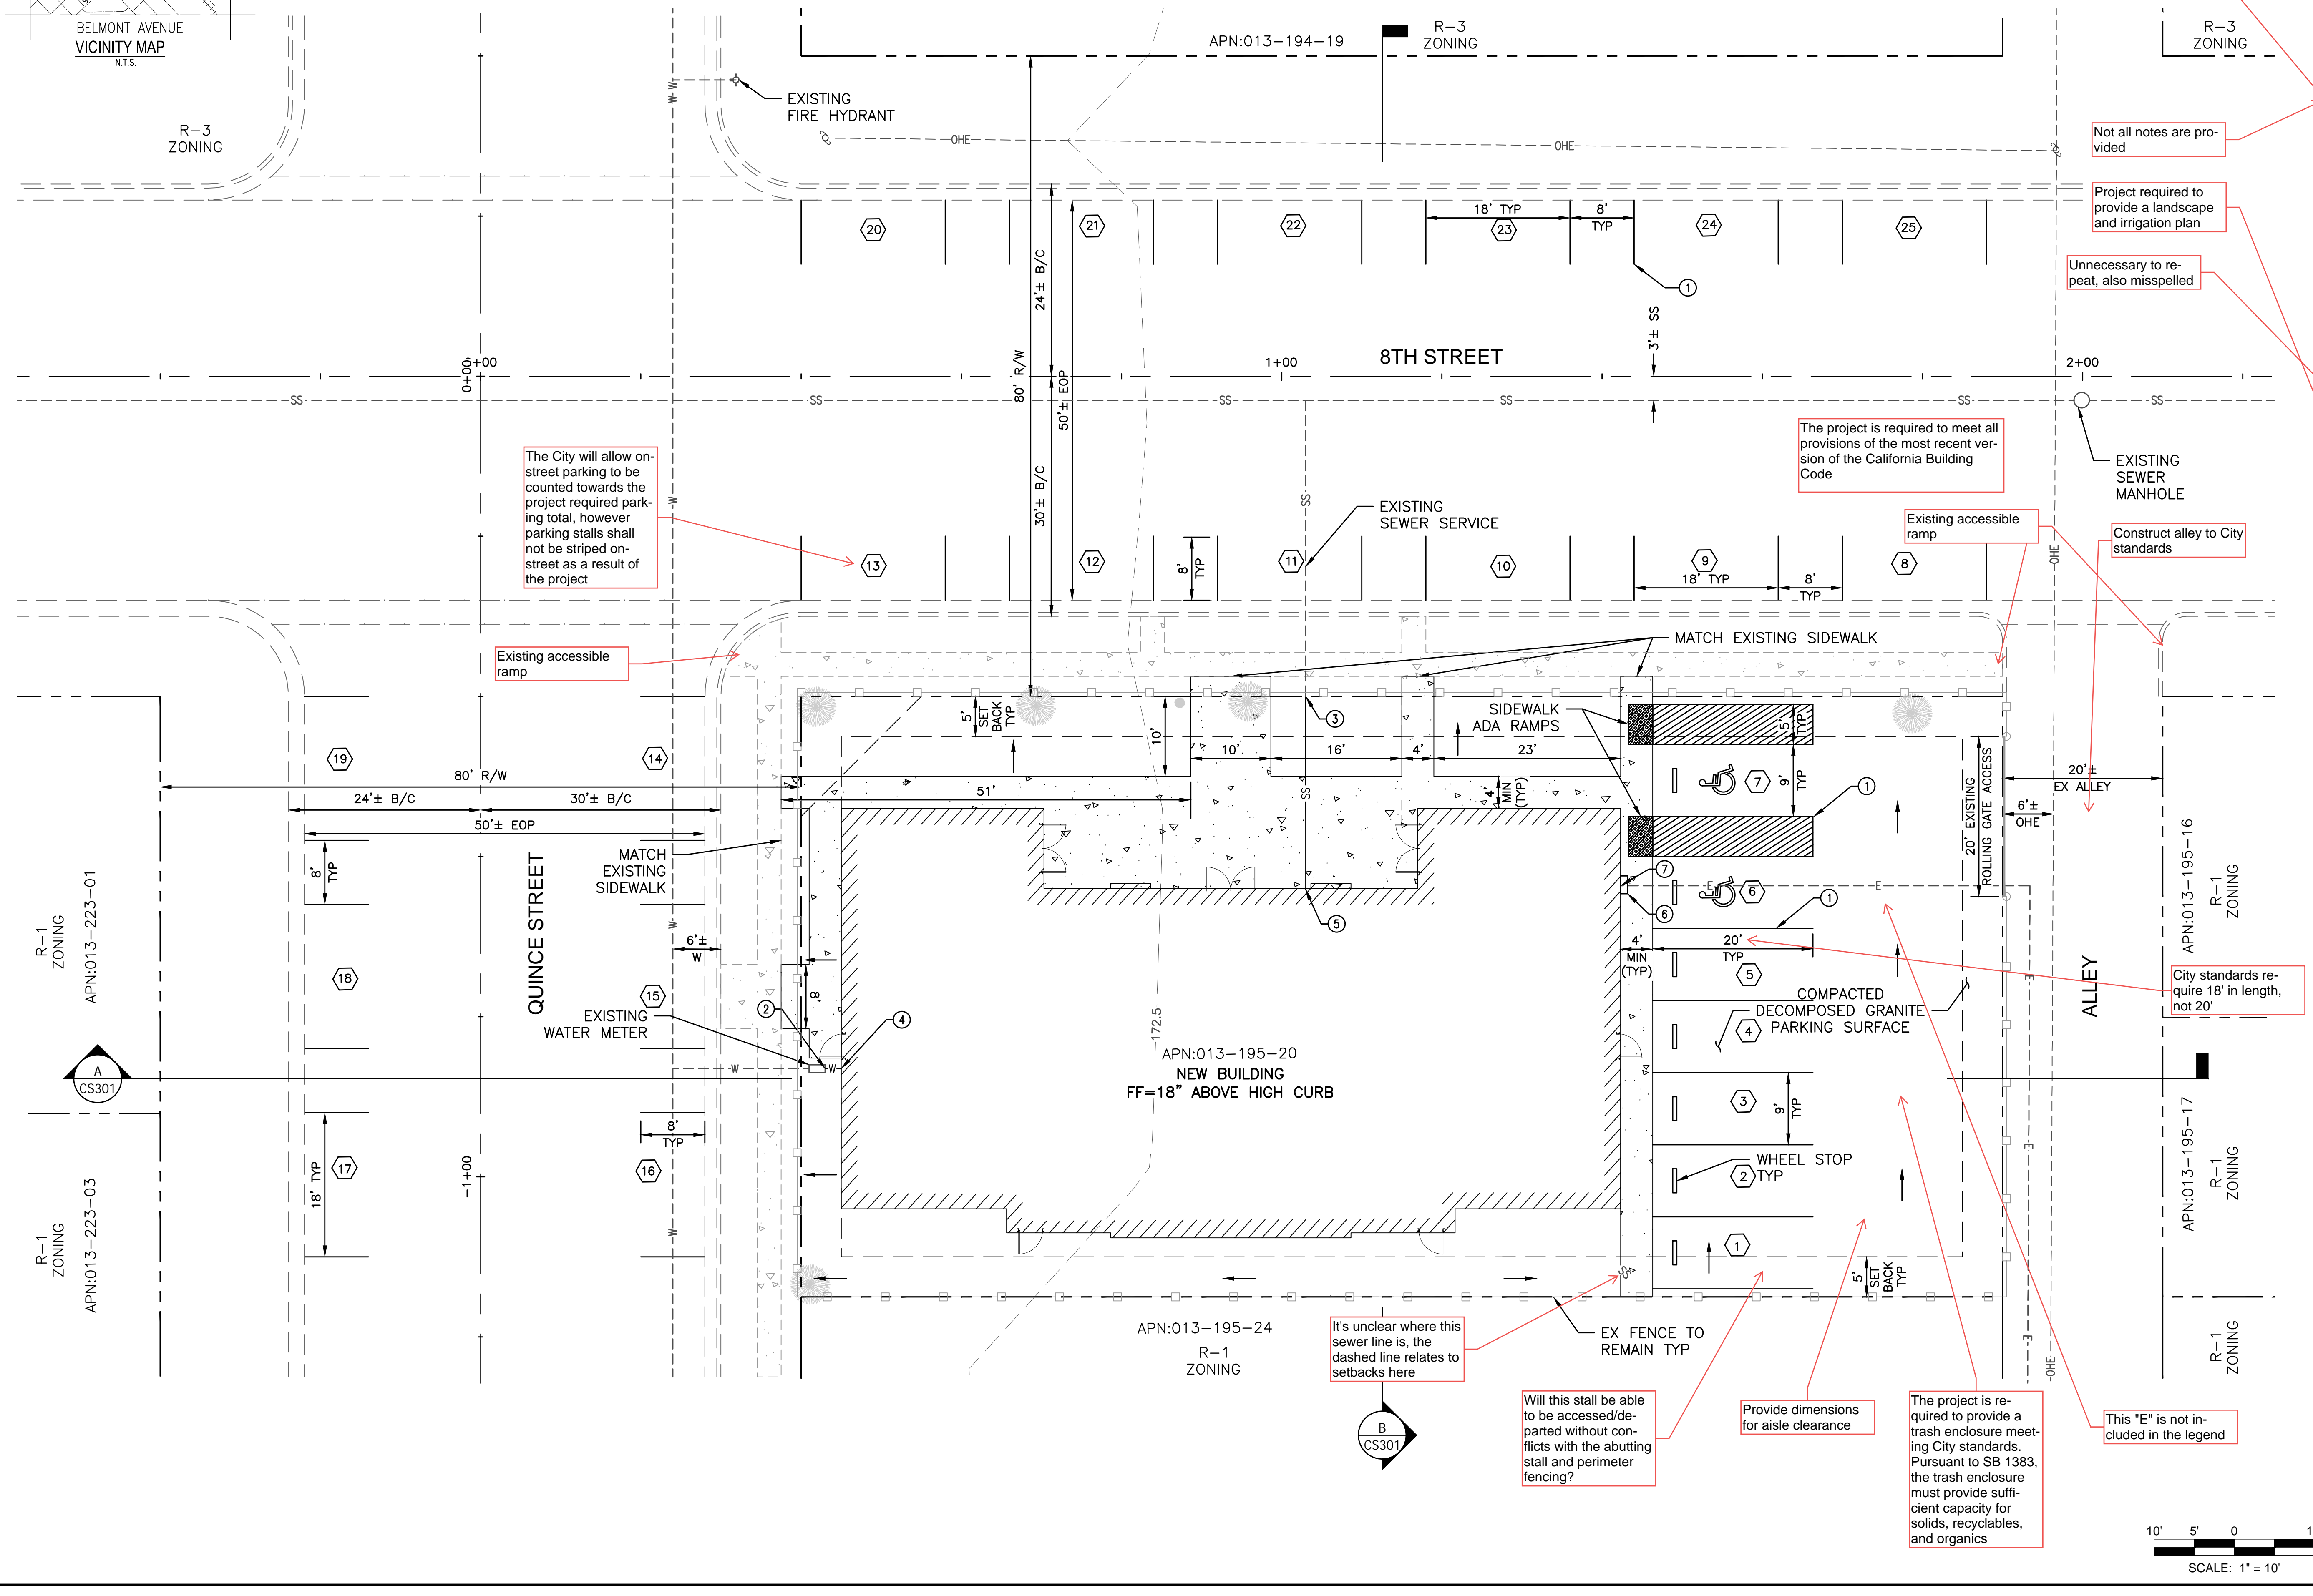 BELMONT AVENUE
VICINITY MAP
N.T.S.
R-3
ZONING
EXISTING
FIRE HYDRANT
W
W
OHE
OHE
APN:013-194-19
R-3
ZONING
R-3
ZONING
Not all notes are pro-
vided
Project required to
provide a landscape
and irrigation plan
Unnecessary to re-
peat, also misspelled
20
21
22
18' TYP
23
8'
TYP
24
25
1
24'± B/C
80' R/W
50'± EOP
30'± B/C
3'± SS
0+00
+00
1+00
8TH STREET
2+00
SS
SS
SS
SS
SS
SS
The City will allow on-
street parking to be
counted towards the
project required park-
ing total, however
parking stalls shall
not be striped on-
street as a result of
the project
W
The project is required to meet all
provisions of the most recent ver-
sion of the California Building
Code
EXISTING
SEWER
MANHOLE
SS
EXISTING
SEWER SERVICE
Existing accessible
ramp
Construct alley to City
standards
OHE
13
12
8'
TYP
11
10
9
18' TYP
8'
TYP
8
Existing accessible
ramp
MATCH EXISTING SIDEWALK
5'
SET
BACK
TYP
10'
3
SIDEWALK
ADA RAMPS
5'
TYP
10'
16'
4'
23'
19
14
80' R/W
24'± B/C
30'± B/C
50'± EOP
51'
SS
4'
MIN
(TYP)
7
9'
TYP
1
20' EXISTING
ROLLING GATE ACCESS
20'±
EX ALLEY
6'±
OHE
8'
TYP
MATCH
EXISTING
SIDEWALK
QUINCE STREET
R-1
ZONING
APN:013-223-01
W
6'±
W
18
15
EXISTING
WATER METER
2
8'
4
5
7
6
E
E
6
1
4'
MIN
(TYP)
20'
TYP
5
COMPACTED
DECOMPOSED GRANITE
PARKING SURFACE
4
E
ALLEY
APN:013-195-16
R-1
ZONING
City standards re-
quire 18' in length,
not 20'
172.5
APN:013-195-20
NEW BUILDING
FF=18" ABOVE HIGH CURB
A
CS301
W
W
3
9'
TYP
8'
TYP
17
18' TYP
-1+00
16
W
WHEEL STOP
TYP
2
E
APN:013-195-17
R-1
ZONING
R-1
ZONING
APN:013-223-03
1
5'
SET
BACK
TYP
SS
APN:013-195-24
R-1
ZONING
It's unclear where this
sewer line is, the
dashed line relates to
setbacks here
EX FENCE TO
REMAIN TYP
E
OHE
R-1
ZONING
B
CS301
Will this stall be able
to be accessed/de-
parted without con-
flicts with the abutting
stall and perimeter
fencing?
Provide dimensions
for aisle clearance
The project is re-
quired to provide a
trash enclosure meet-
ing City standards.
Pursuant to SB 1383,
the trash enclosure
must provide suffi-
cient capacity for
solids, recyclables,
and organics
This "E" is not in-
cluded in the legend
10' 5' 0 1
SCALE: 1" = 10'